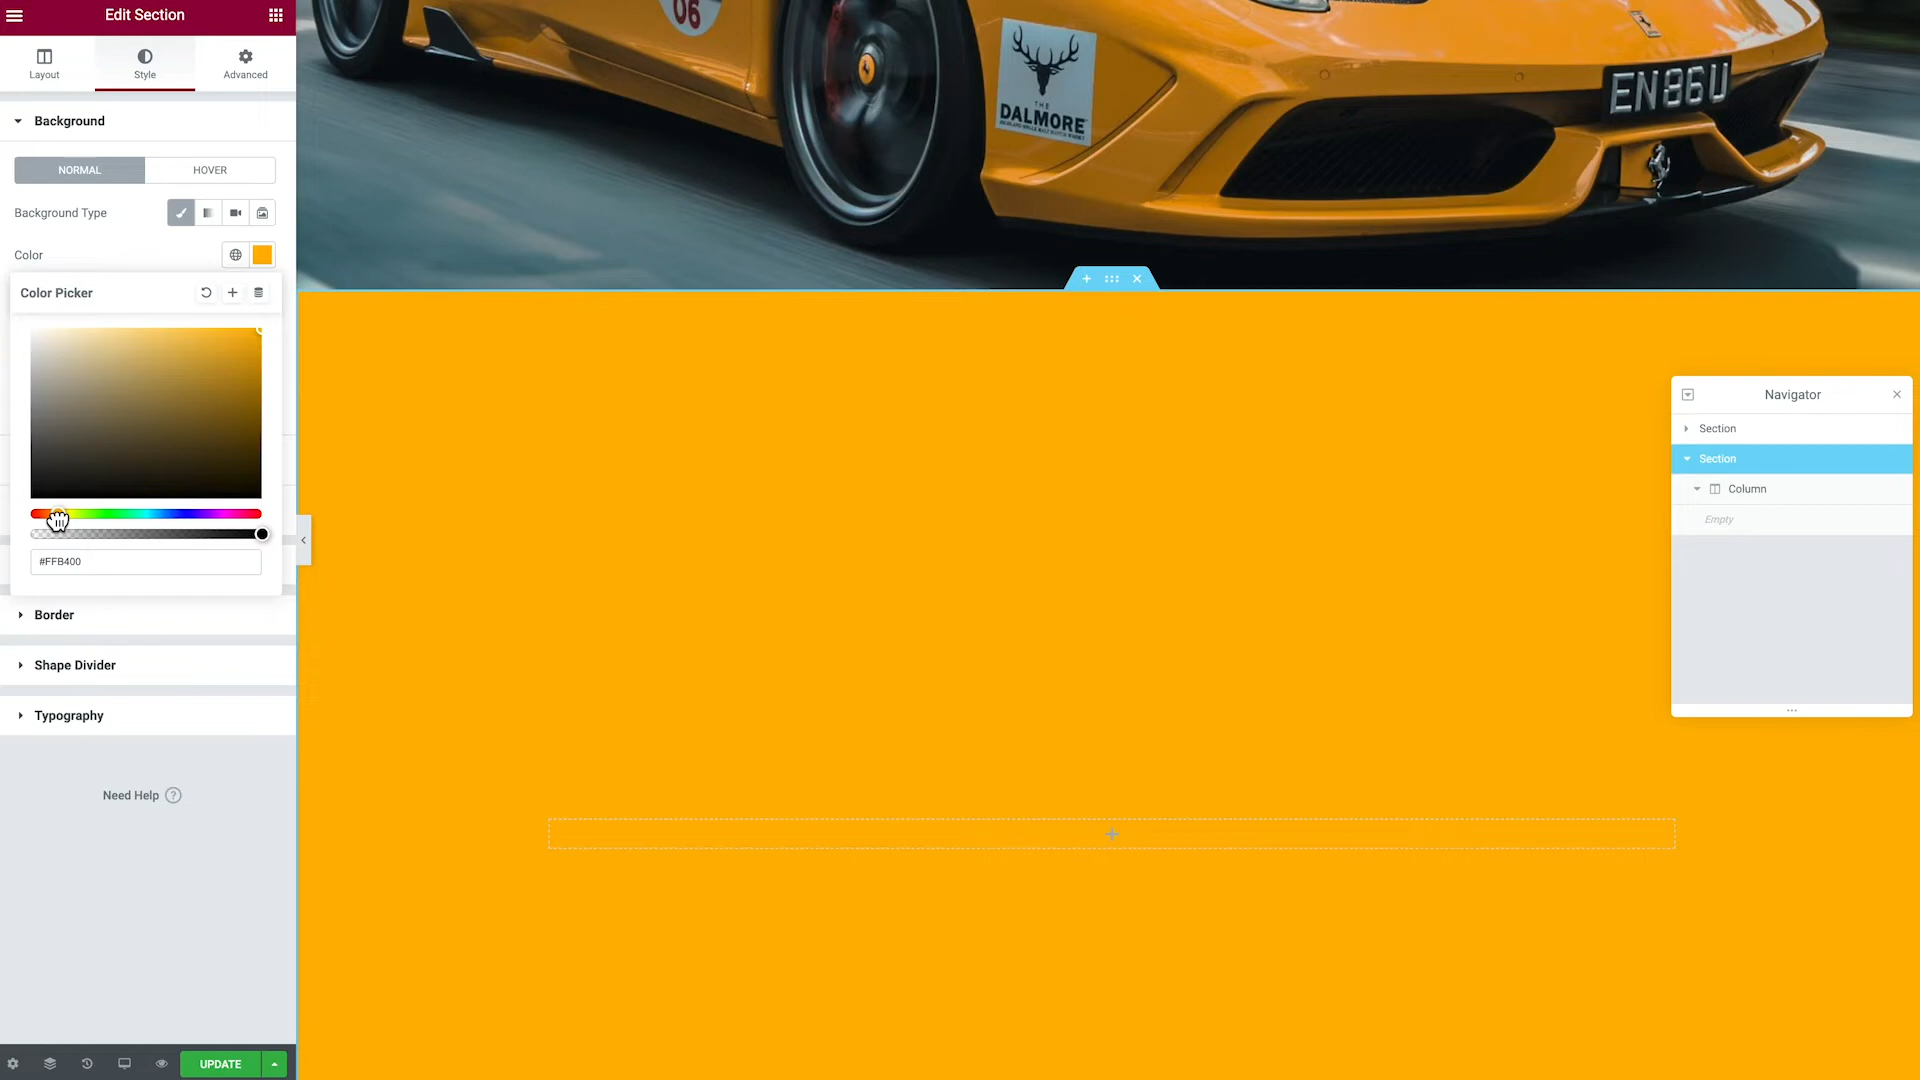 Edit Section
Layout
Style
Advanced
Background
NORMAL
HOVER
Background Type
Color
Color Picker
#FFB400
Border
Shape Divider
Typography
Need Help ?
UPDATE
06
THE
DALMORE
EN86U
Navigator
Section
Section
Column
Empty